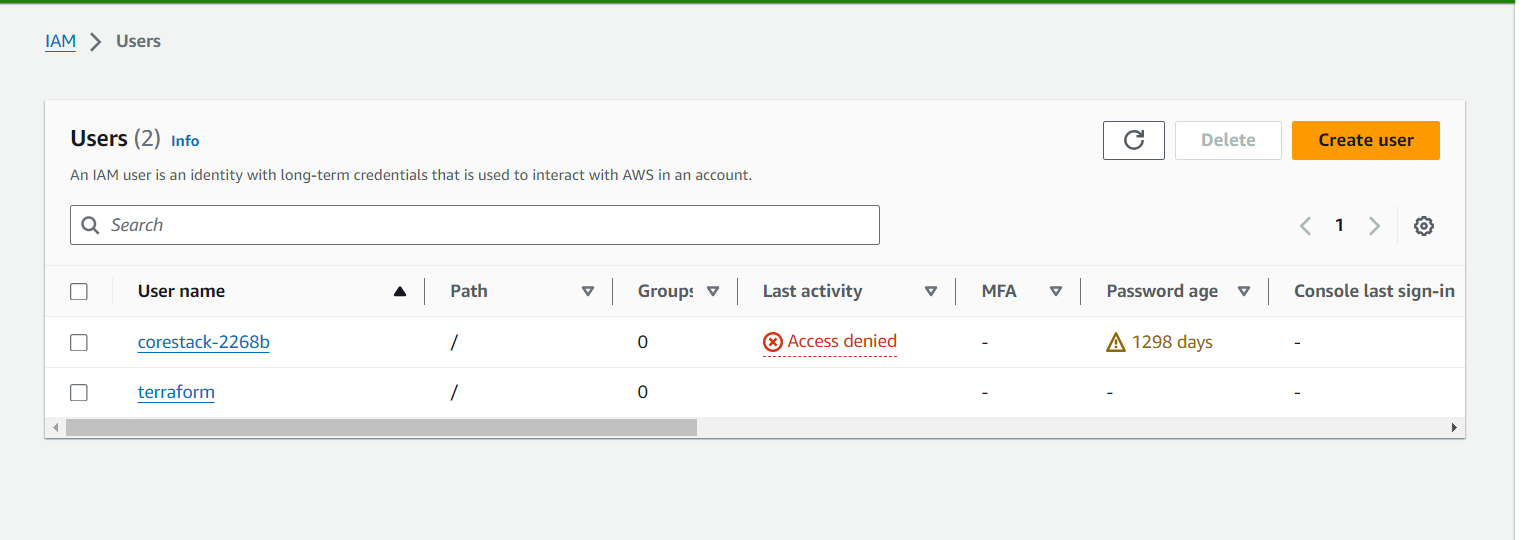 IAM > Users
Users (2) Info
Delete
Create user
An IAM user is an identity with long-term credentials that is used to interact with AWS in an account.
Search
1
User name Path Groups Last activity MFA Password age Console last sign-in
corestack-2268b / 0 Access denied - 1298 days -
terraform / 0 - - -